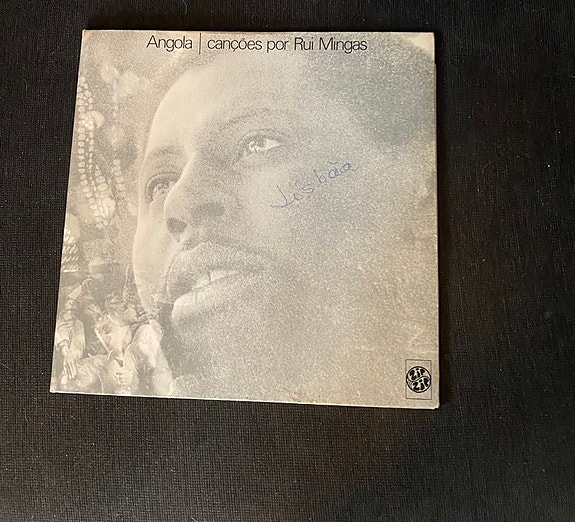 Angola | canções por Rui Mingas